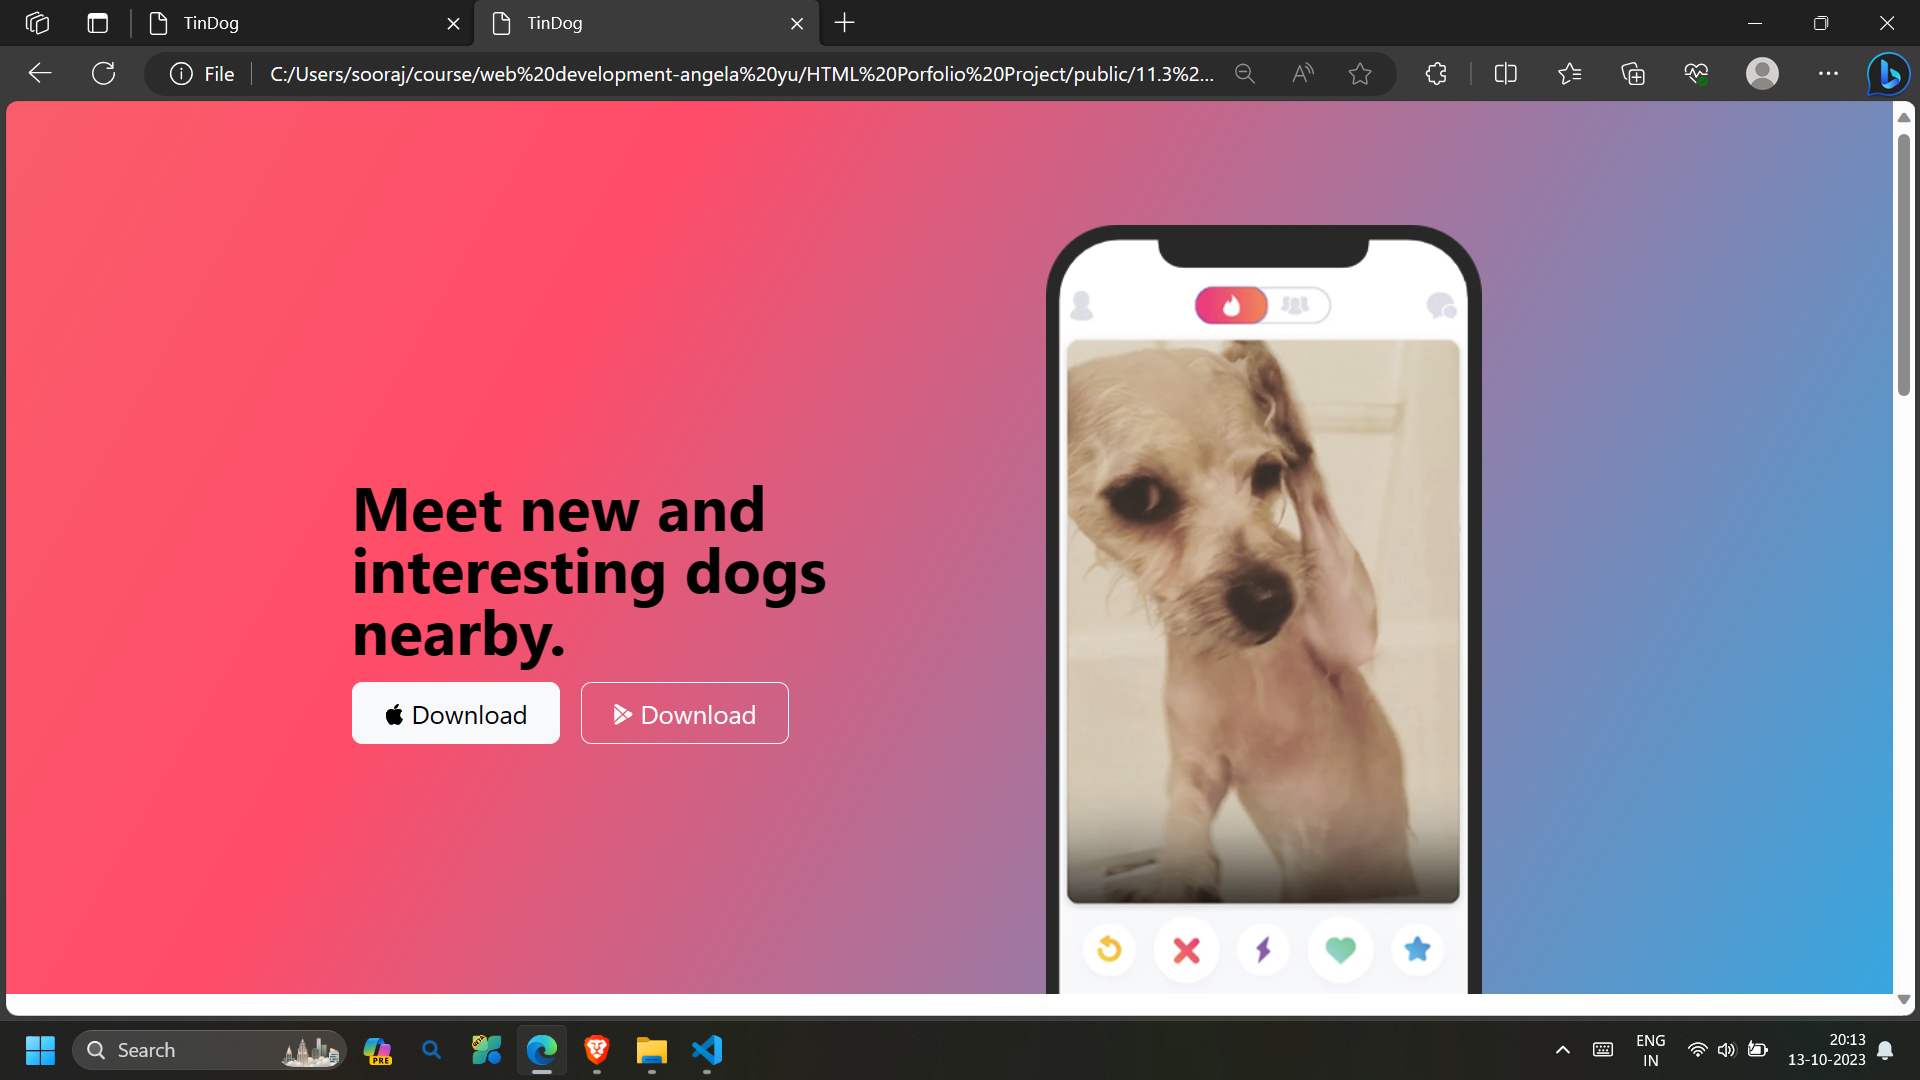 TinDog
TinDog
File
C:/Users/sooraj/course/web%20development-angela%20yu/HTML%20Porfolio%20Project/public/11.3%2...
Meet new and
interesting dogs
nearby.
Download
Download
Search
PRE
ENG
IN
20:13
13-10-2023